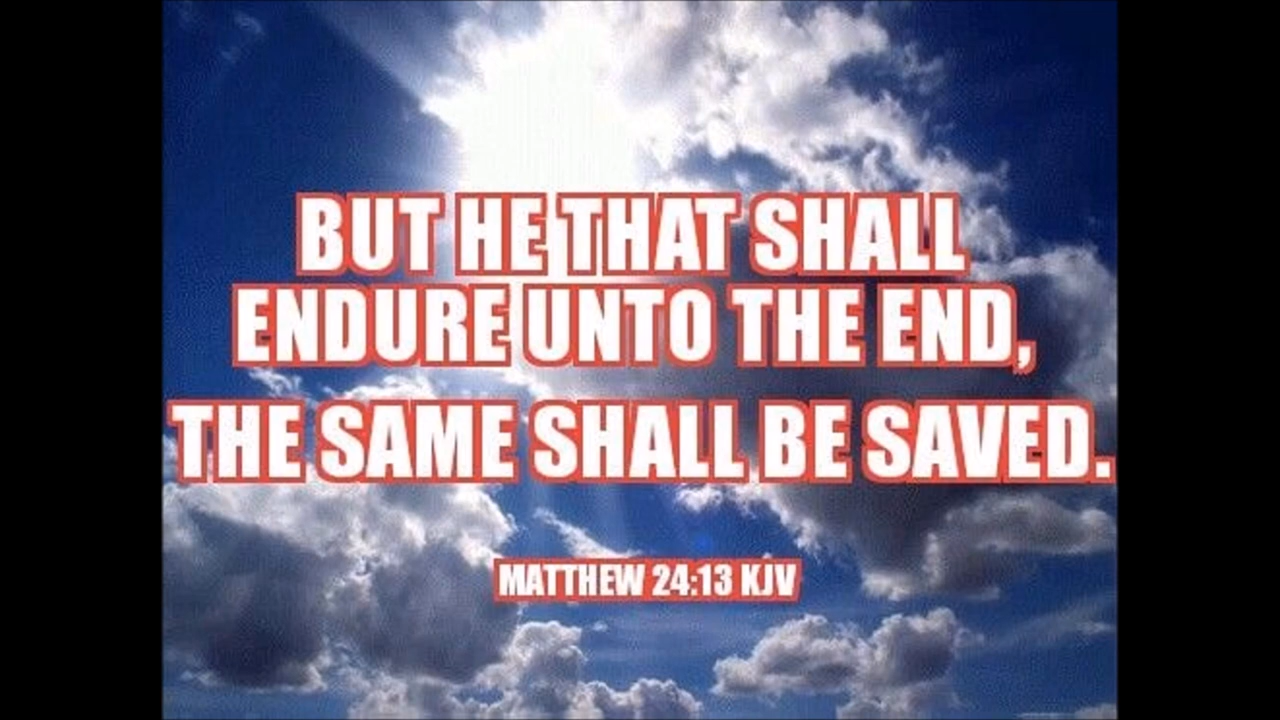 BUT HE THAT SHALL
ENDURE UNTO THE END,
THE SAME SHALL BE SAVED.
MATTHEW 24:13 KJV